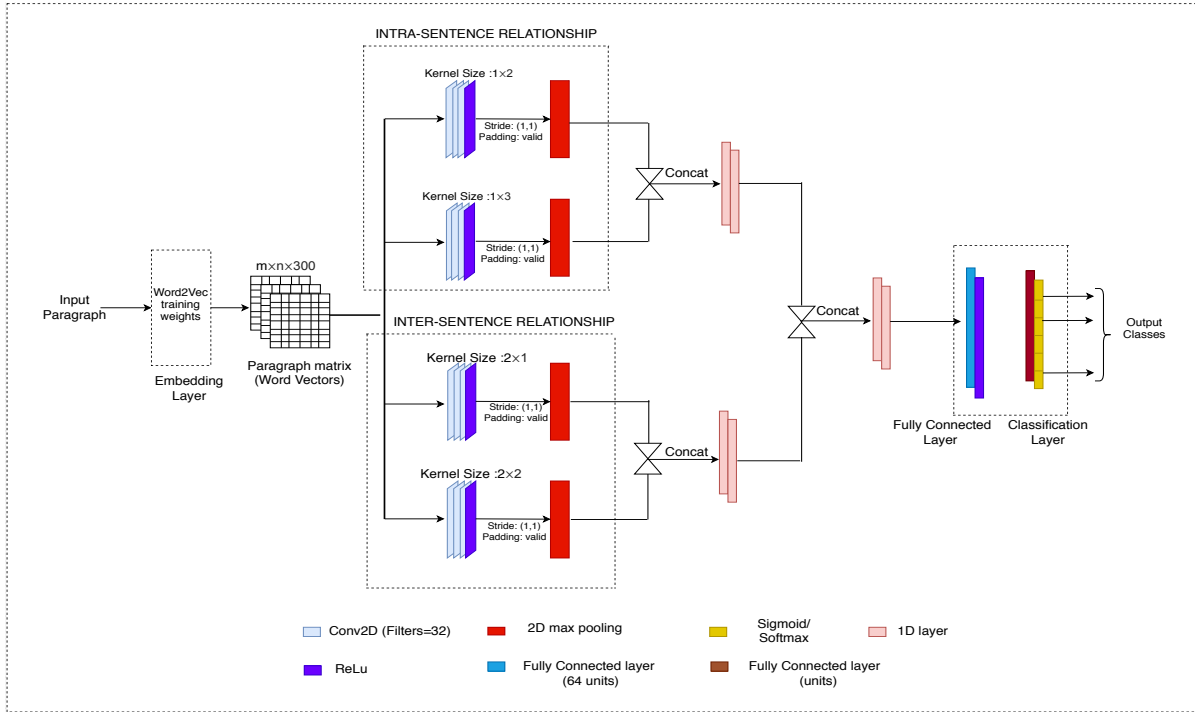 INTRA-SENTENCE RELATIONSHIP
Kernel Size :1×2
Stride: (1,1)
Padding: valid
Kernel Size :1×3
Stride: (1,1)
Padding: valid
Concat
Input
Paragraph
Word2Vec
training
weights
Embedding
Layer
m×n×300
Paragraph matrix
(Word Vectors)
INTER-SENTENCE RELATIONSHIP
Kernel Size :2×1
Stride: (1,1)
Padding: valid
Kernel Size :2×2
Stride: (1,1)
Padding: valid
Concat
Concat
Fully Connected
Layer
Classification
Layer
Output
Classes
Conv2D (Filters=32)
2D max pooling
Sigmoid/
Softmax
1D layer
ReLu
Fully Connected layer
(64 units)
Fully Connected layer
(units)